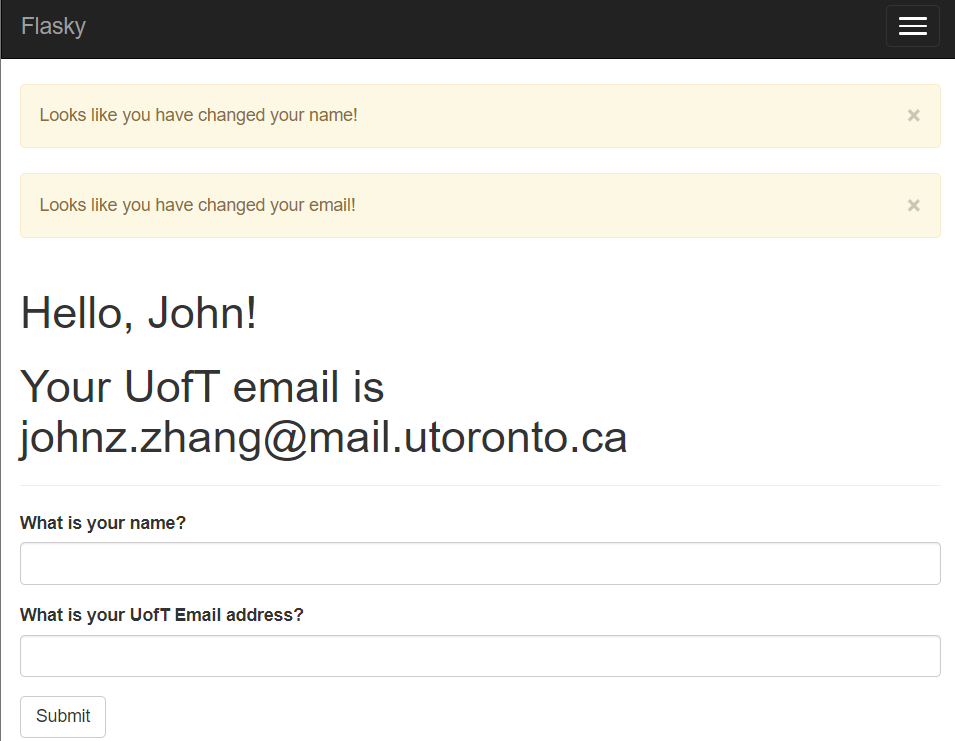 Flasky
Looks like you have changed your name!
×
Looks like you have changed your email!
×
Hello, John!
Your UofT email is
johnz.zhang@mail.utoronto.ca
What is your name?
What is your UofT Email address?
Submit